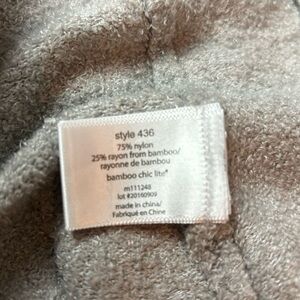 style 436
75% nylon
25% rayon from bamboo/
rayonne de bambou
bamboo chic lite®
m111248
lot #20160909
made in china/
Fabriqué en Chine